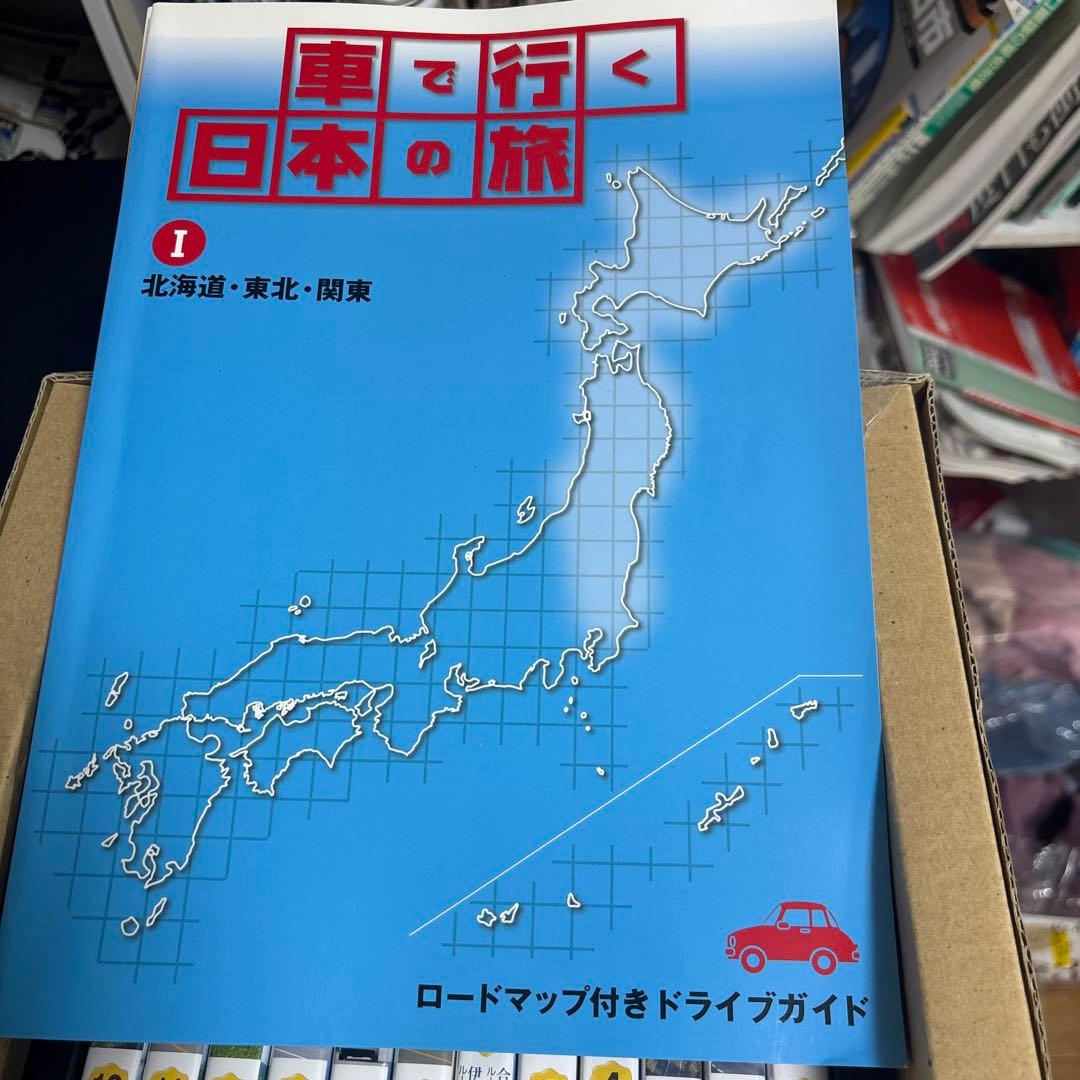 車で行く
日本の旅
I
北海道・東北・関東
ロードマップ付きドライブガイド